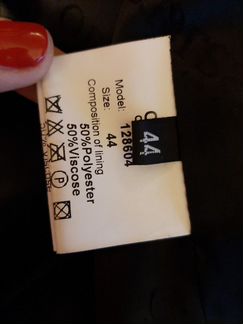 44
Model: 128604
Size: 44
Composition of lining
50%Polyester
50%Viscose
P